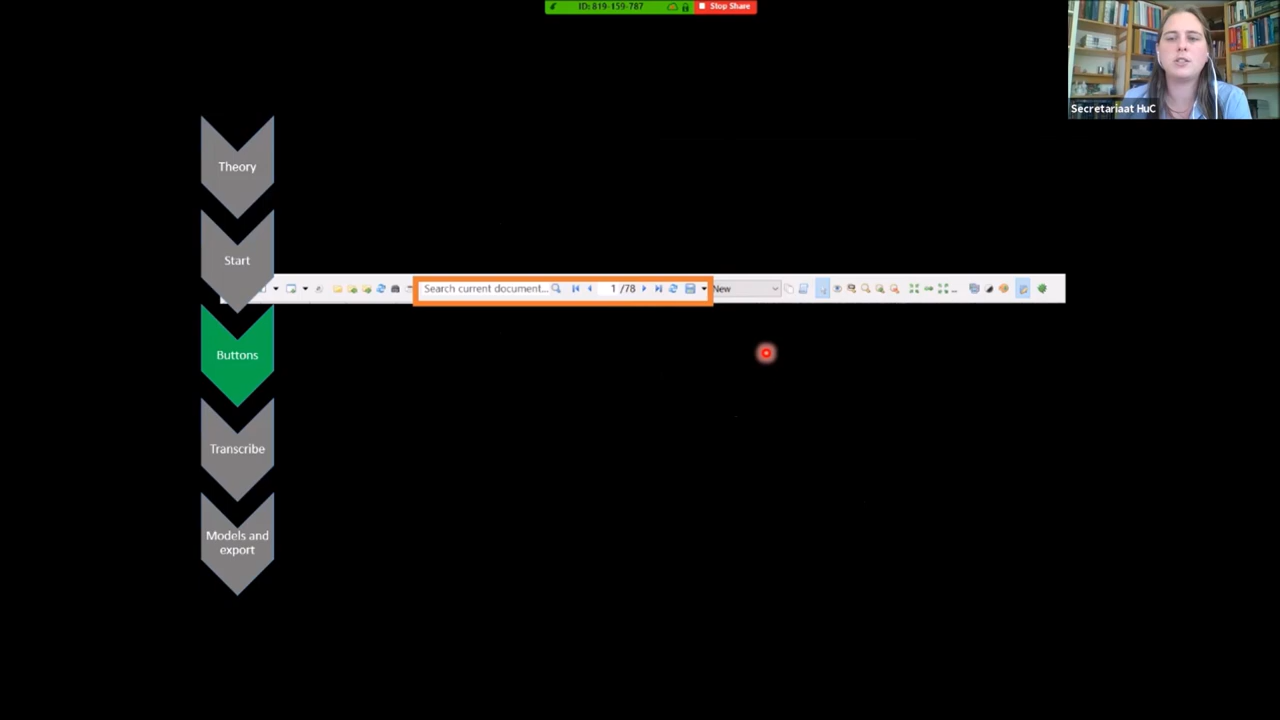 ID: 819-159-787
Stop Share
Secretariaat HuC
Theory
Start
Search current document...
1 /78
New
Buttons
Transcribe
Models and
export